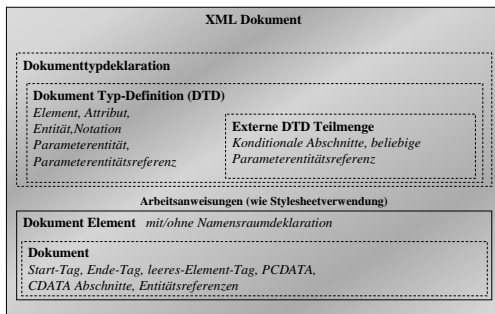 XML Dokument
Dokumenttypdeklaration
Dokument Typ-Definition (DTD)
Element, Attribut,
Entität,Notation
Parameterentität,
Parameterentitätsreferenz
Externe DTD Teilmenge
Konditionale Abschnitte, beliebige
Parameterentitätsreferenz
Arbeitsanweisungen (wie Stylesheetverwendung)
Dokument Element mit/ohne Namensraumdeklaration
Dokument
Start-Tag, Ende-Tag, leeres-Element-Tag, PCDATA,
CDATA Abschnitte, Entitätsreferenzen